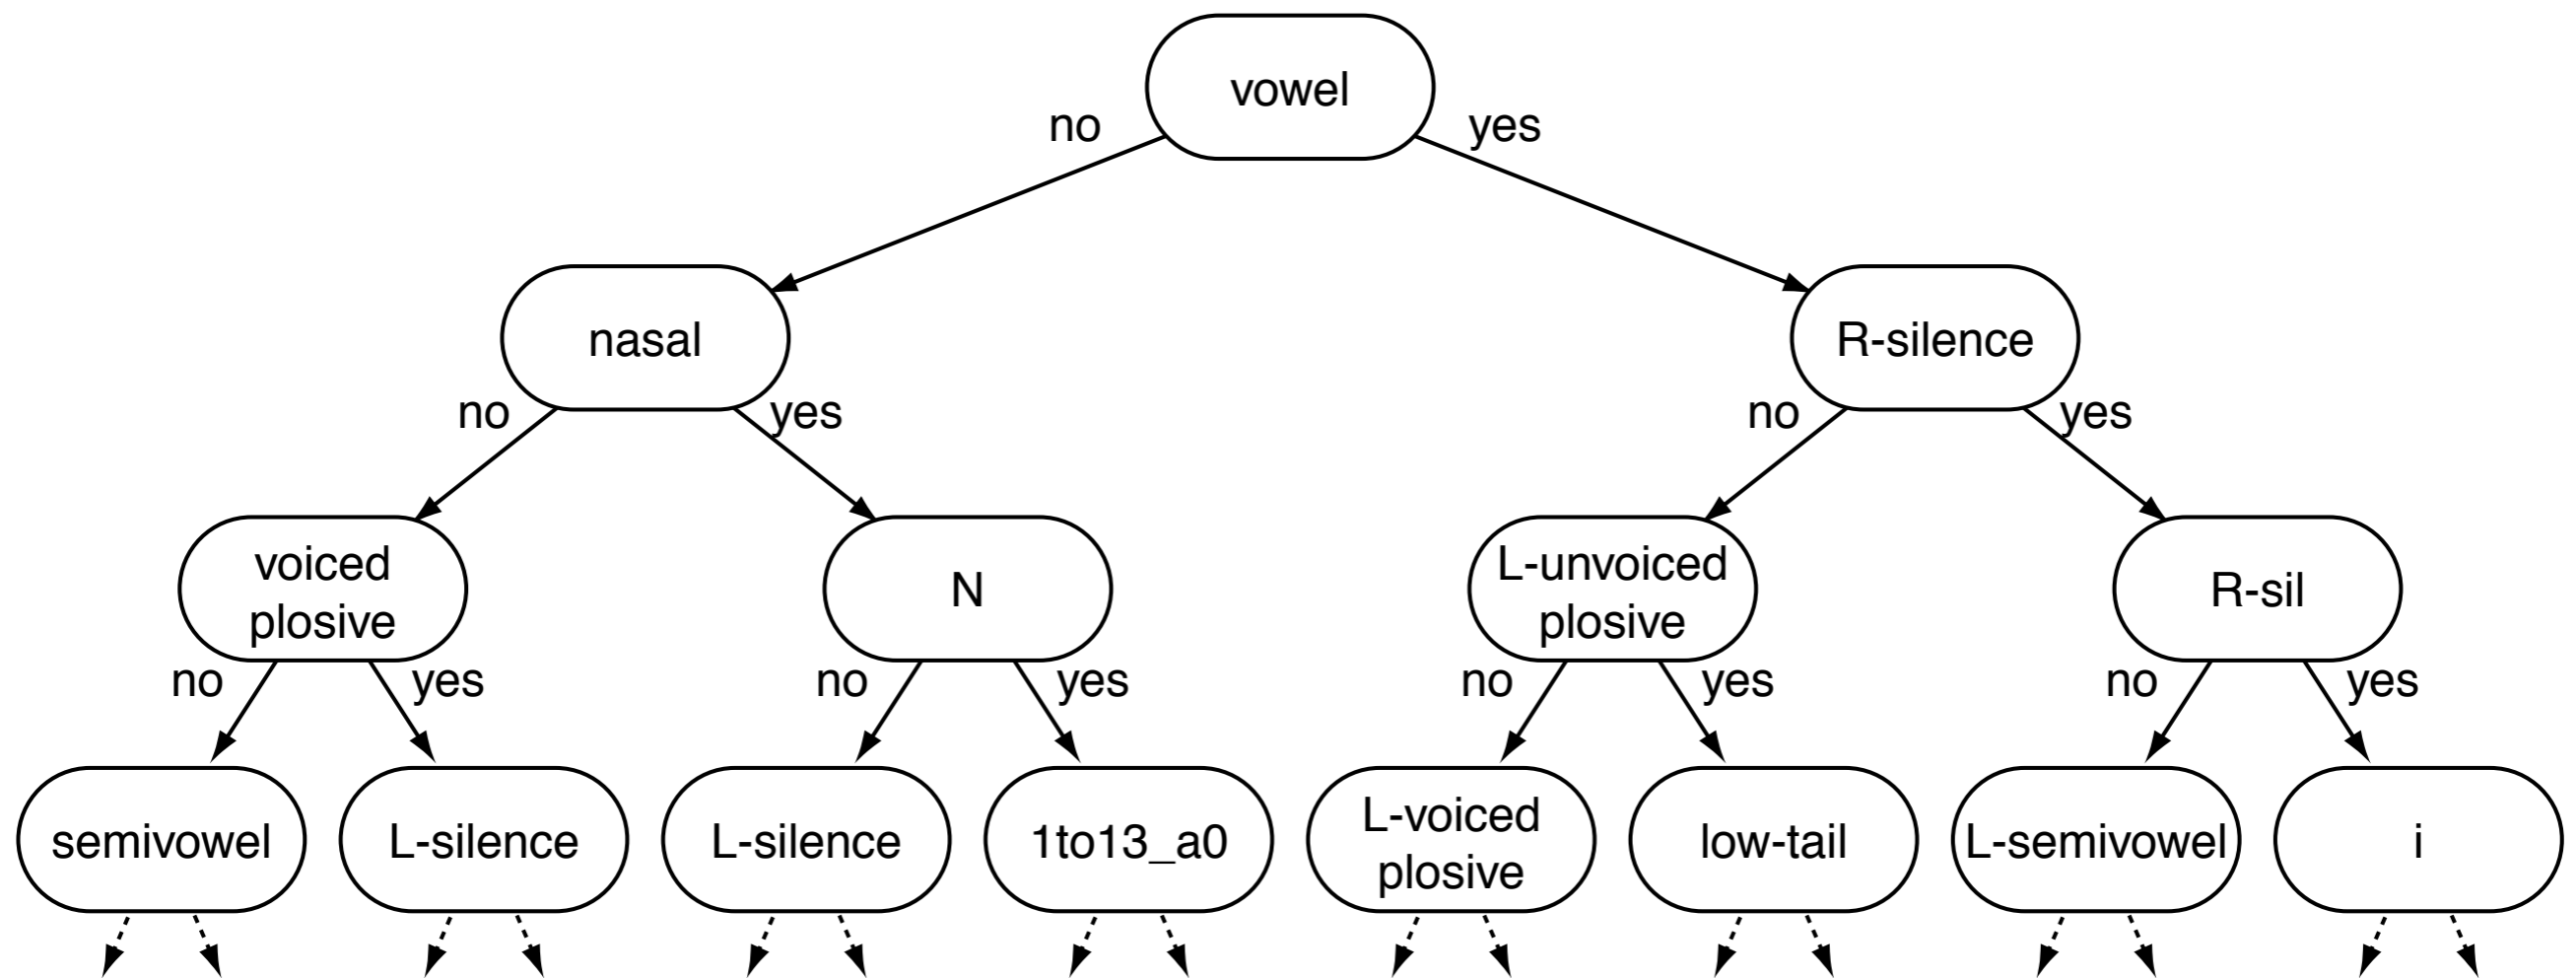 vowel
no
yes
nasal
R-silence
no
yes
no
yes
voiced
plosive
N
L-unvoiced
plosive
R-sil
no
yes
no
yes
no
yes
no
yes
semivowel
L-silence
L-silence
1to13_a0
L-voiced
plosive
low-tail
L-semivowel
i